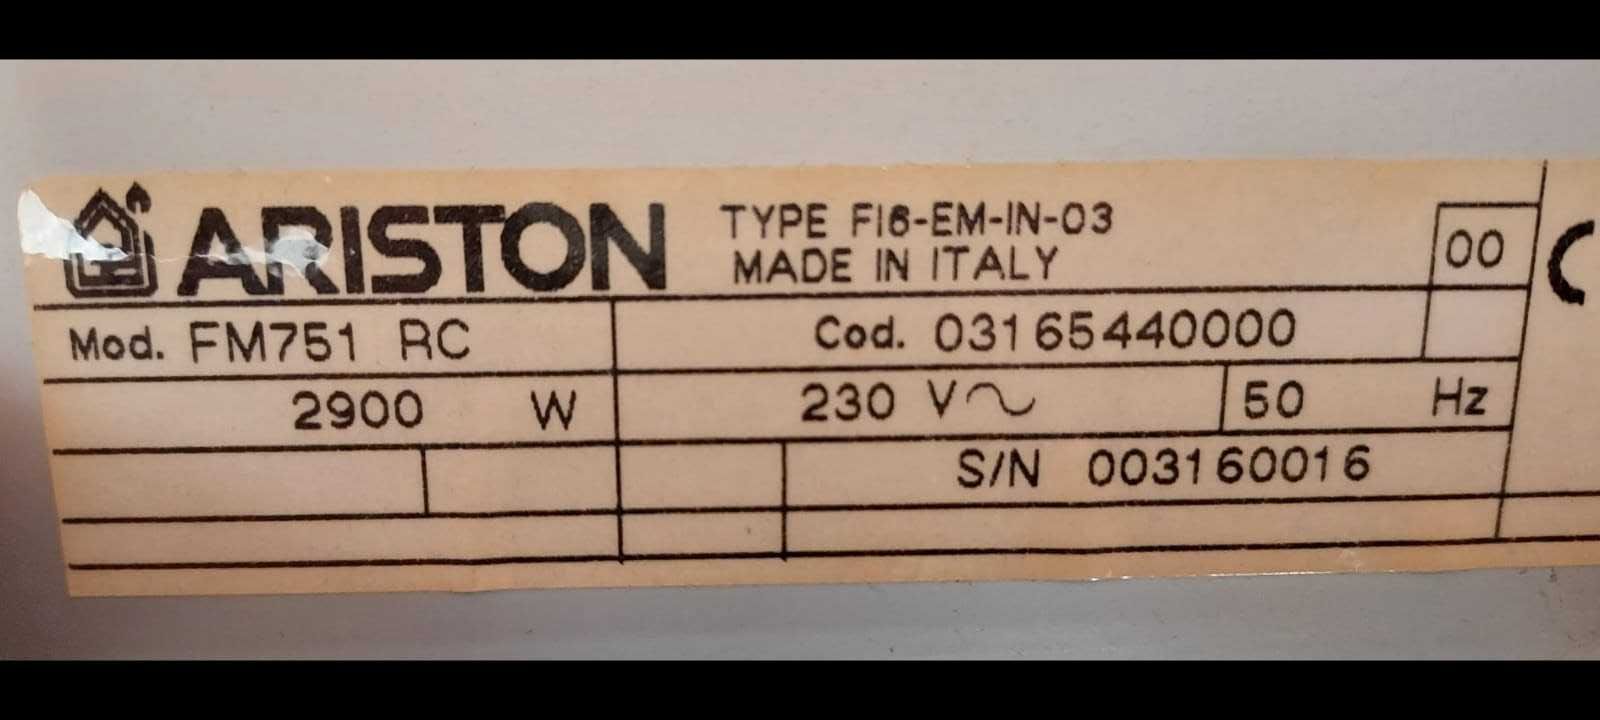 ARISTON TYPE FI6-EM-IN-03
MADE IN ITALY
00
Mod. FM751 RC Cod. 03165440000
2900 W 230 V~ 50 Hz
S/N 003160016